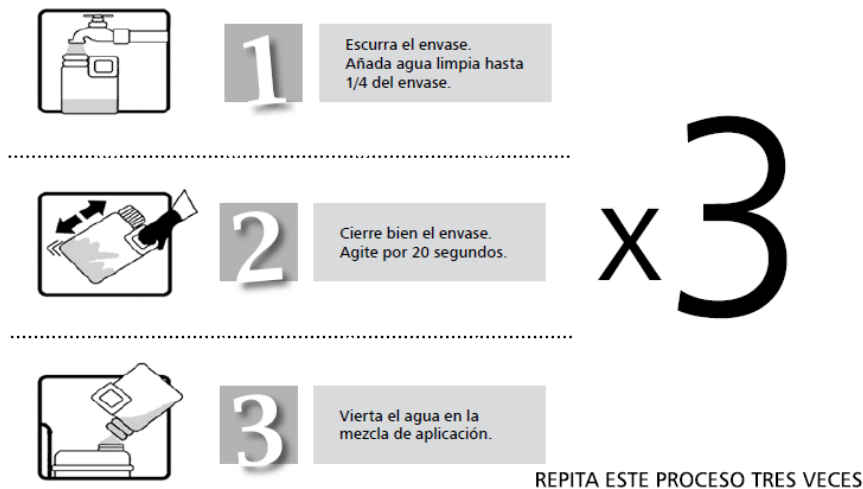 1
Escurra el envase.
Añada agua limpia hasta
1/4 del envase.
2
Cierre bien el envase.
Agite por 20 segundos.
3
Vierta el agua en la
mezcla de aplicación.
x3
REPITA ESTE PROCESO TRES VECES